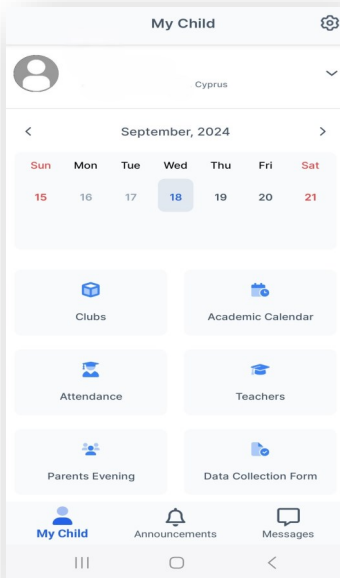 My Child
Cyprus
September, 2024
Sun Mon Tue Wed Thu Fri Sat
15 16 17 18 19 20 21
Clubs Academic Calendar
Attendance Teachers
Parents Evening Data Collection Form
My Child Announcements Messages